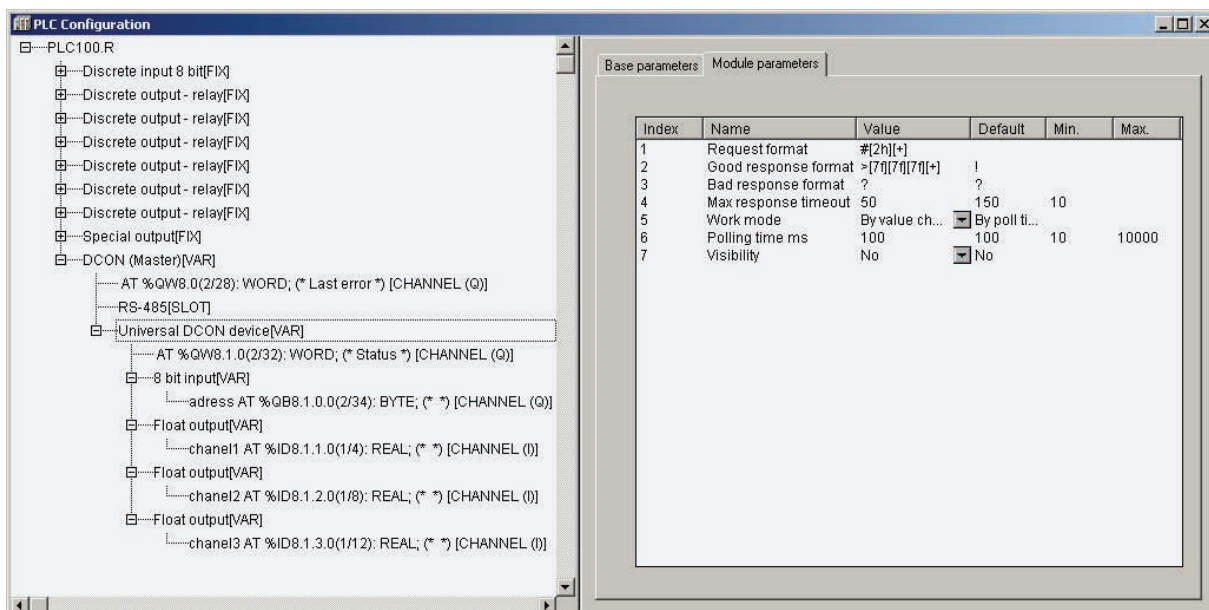 PLC Configuration
PLC100.R
Discrete input 8 bit[FIX]
Discrete output - relay[FIX]
Discrete output - relay[FIX]
Discrete output - relay[FIX]
Discrete output - relay[FIX]
Discrete output - relay[FIX]
Discrete output - relay[FIX]
Special output[FIX]
DCON (Master)[VAR]
AT %QW8.0(2/28): WORD; (* Last error *) [CHANNEL (Q)]
RS-485[SLOT]
Universal DCON device[VAR]
AT %QW8.1.0(2/32): WORD; (* Status *) [CHANNEL (Q)]
8 bit input[VAR]
adress AT %QB8.1.0.0(2/34): BYTE; (* *) [CHANNEL (Q)]
Float output[VAR]
chanel1 AT %ID8.1.1.0(1/4): REAL; (* *) [CHANNEL (I)]
Float output[VAR]
chanel2 AT %ID8.1.2.0(1/8): REAL; (* *) [CHANNEL (I)]
Float output[VAR]
chanel3 AT %ID8.1.3.0(1/12): REAL; (* *) [CHANNEL (I)]
Base parameters Module parameters
Index Name Value Default Min. Max.
1 Request format #[2h][+]
2 Good response format >[7f][7f][7f][+] !
3 Bad response format ? ?
4 Max response timeout 50 150 10
5 Work mode By value ch... By poll ti...
6 Polling time ms 100 100 10 10000
7 Visibility No No